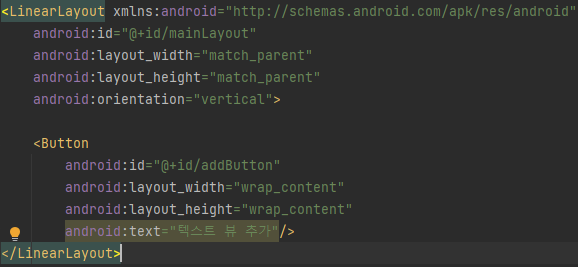 <LinearLayout xmlns:android="http://schemas.android.com/apk/res/android"
    android:id="@+id/mainLayout"
    android:layout_width="match_parent"
    android:layout_height="match_parent"
    android:orientation="vertical">

    <Button
        android:id="@+id/addButton"
        android:layout_width="wrap_content"
        android:layout_height="wrap_content"
        android:text="텍스트 뷰 추가"/>
</LinearLayout>